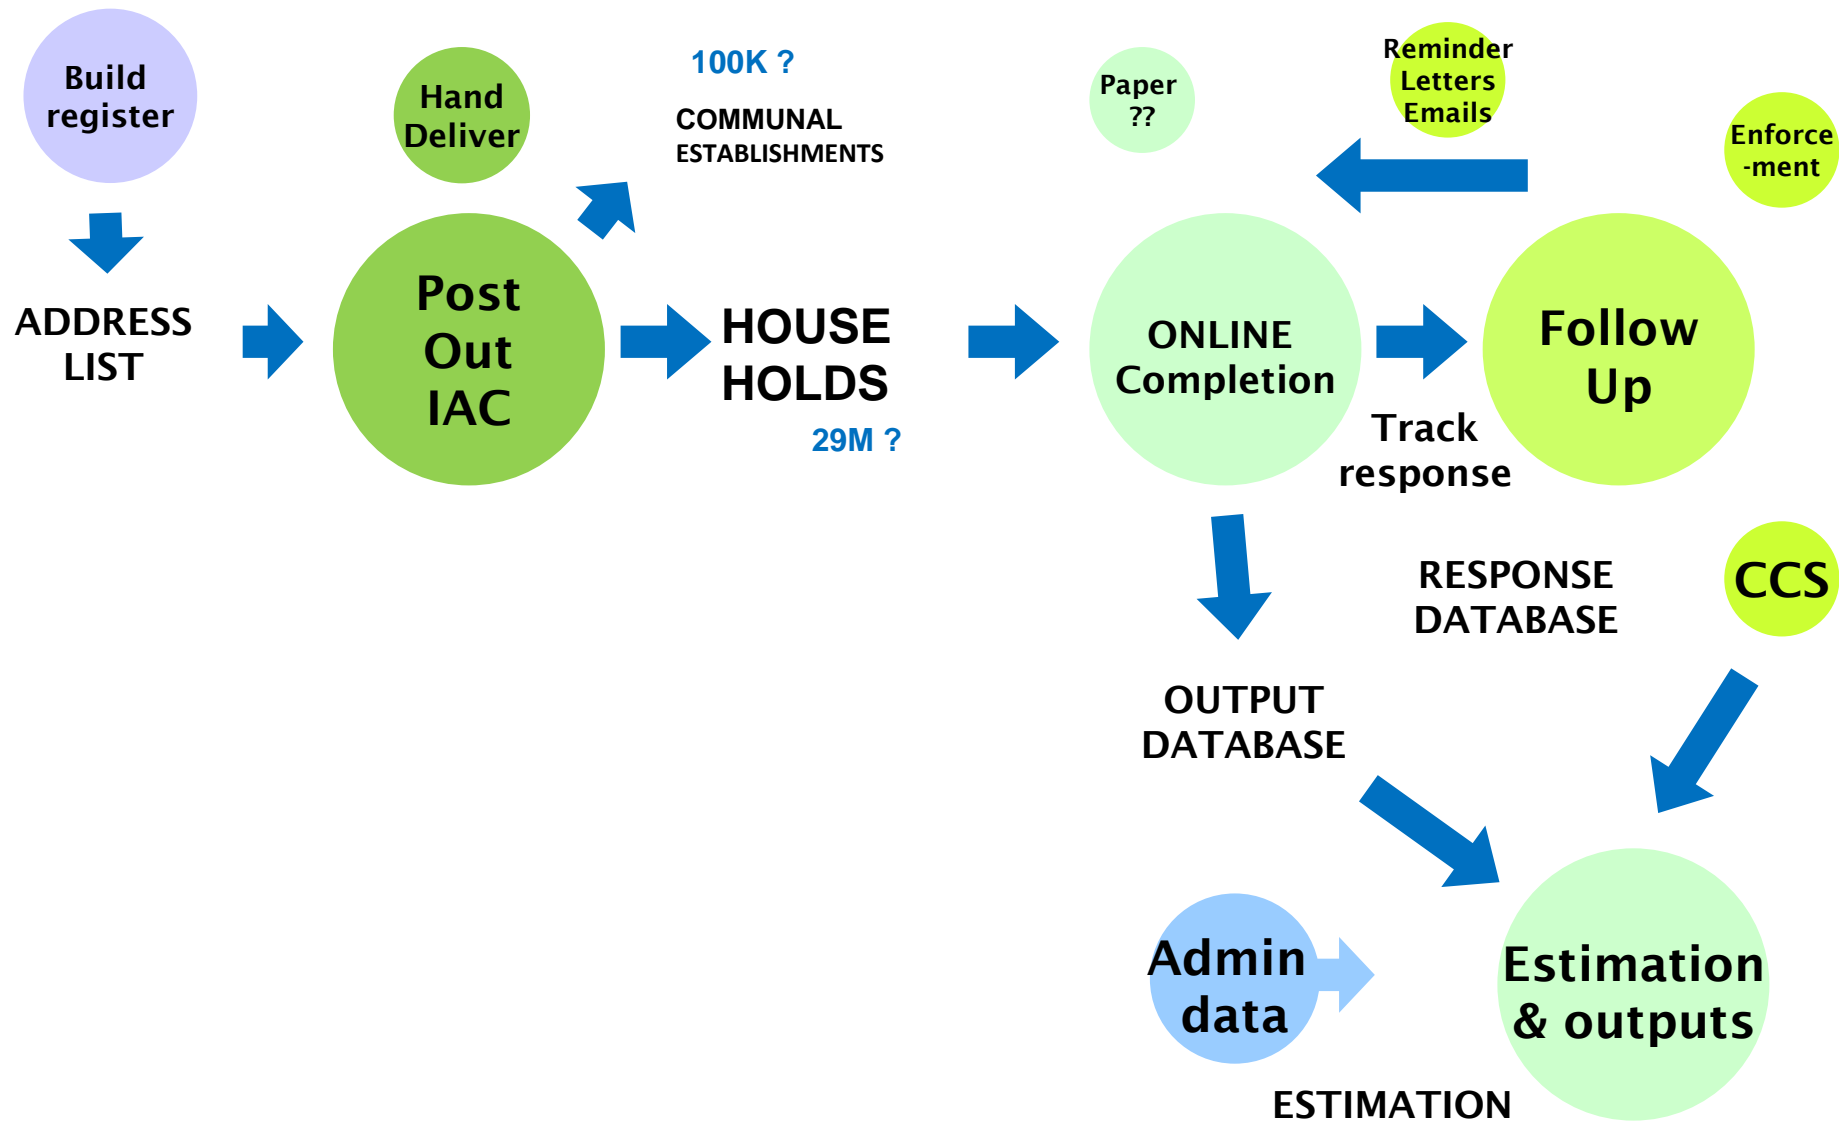 Build
register
ADDRESS
LIST
Hand
Deliver
Post
Out
IAC
100K ?
COMMUNAL
ESTABLISHMENTS
HOUSE
HOLDS
29M ?
Paper
??
ONLINE
Completion
Reminder
Letters
Emails
Enforce
-ment
Follow
Up
Track
response
RESPONSE
DATABASE
CCS
OUTPUT
DATABASE
Admin
data
Estimation
& outputs
ESTIMATION